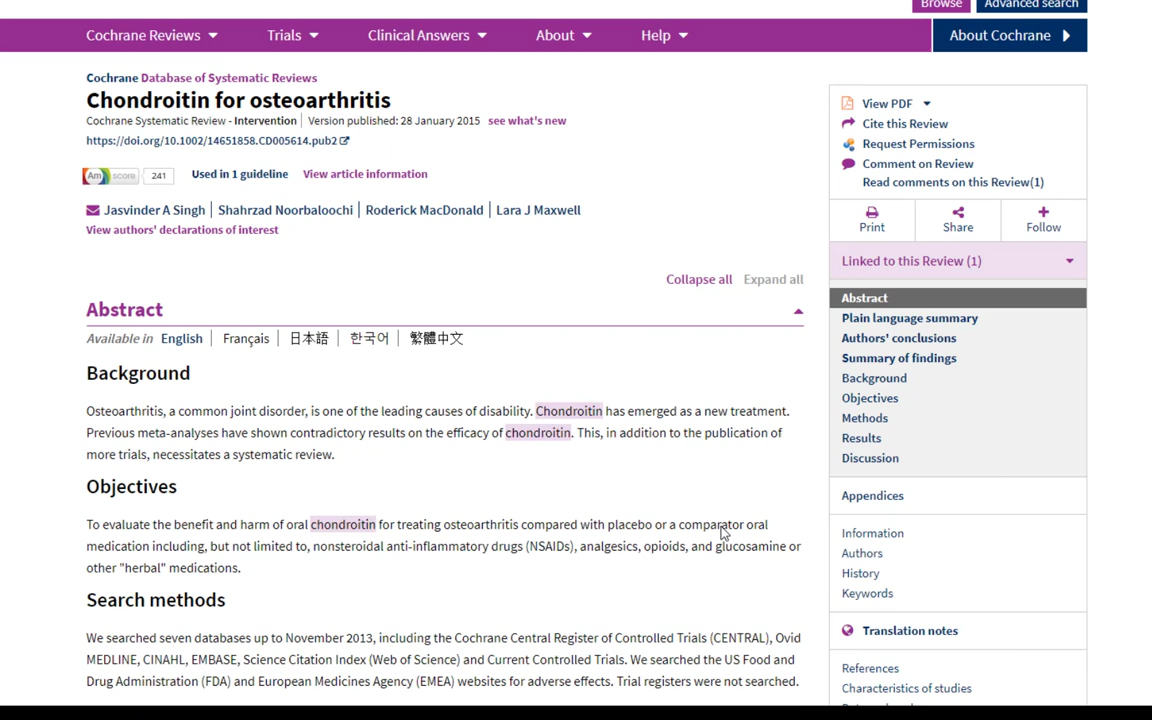 Browse Advanced search
Cochrane Reviews Trials Clinical Answers About Help About Cochrane
Cochrane Database of Systematic Reviews
Chondroitin for osteoarthritis
Cochrane Systematic Review - Intervention Version published: 28 January 2015 see what's new
https://doi.org/10.1002/14651858.CD005614.pub2
Am score 241 Used in 1 guideline View article information
Jasvinder A Singh Shahrzad Noorbaloochi Roderick MacDonald Lara J Maxwell
View authors' declarations of interest
Collapse all Expand all
Abstract
Available in English Français 日本語 한국어 繁體中文
Background
Osteoarthritis, a common joint disorder, is one of the leading causes of disability. Chondroitin has emerged as a new treatment.
Previous meta-analyses have shown contradictory results on the efficacy of chondroitin. This, in addition to the publication of
more trials, necessitates a systematic review.
Objectives
To evaluate the benefit and harm of oral chondroitin for treating osteoarthritis compared with placebo or a comparator oral
medication including, but not limited to, nonsteroidal anti-inflammatory drugs (NSAIDs), analgesics, opioids, and glucosamine or
other "herbal" medications.
Search methods
We searched seven databases up to November 2013, including the Cochrane Central Register of Controlled Trials (CENTRAL), Ovid
MEDLINE, CINAHL, EMBASE, Science Citation Index (Web of Science) and Current Controlled Trials. We searched the US Food and
Drug Administration (FDA) and European Medicines Agency (EMEA) websites for adverse effects. Trial registers were not searched.
View PDF
Cite this Review
Request Permissions
Comment on Review
Read comments on this Review(1)
Print Share Follow
Linked to this Review (1)
Abstract
Plain language summary
Authors' conclusions
Summary of findings
Background
Objectives
Methods
Results
Discussion
Appendices
Information
Authors
History
Keywords
Translation notes
References
Characteristics of studies